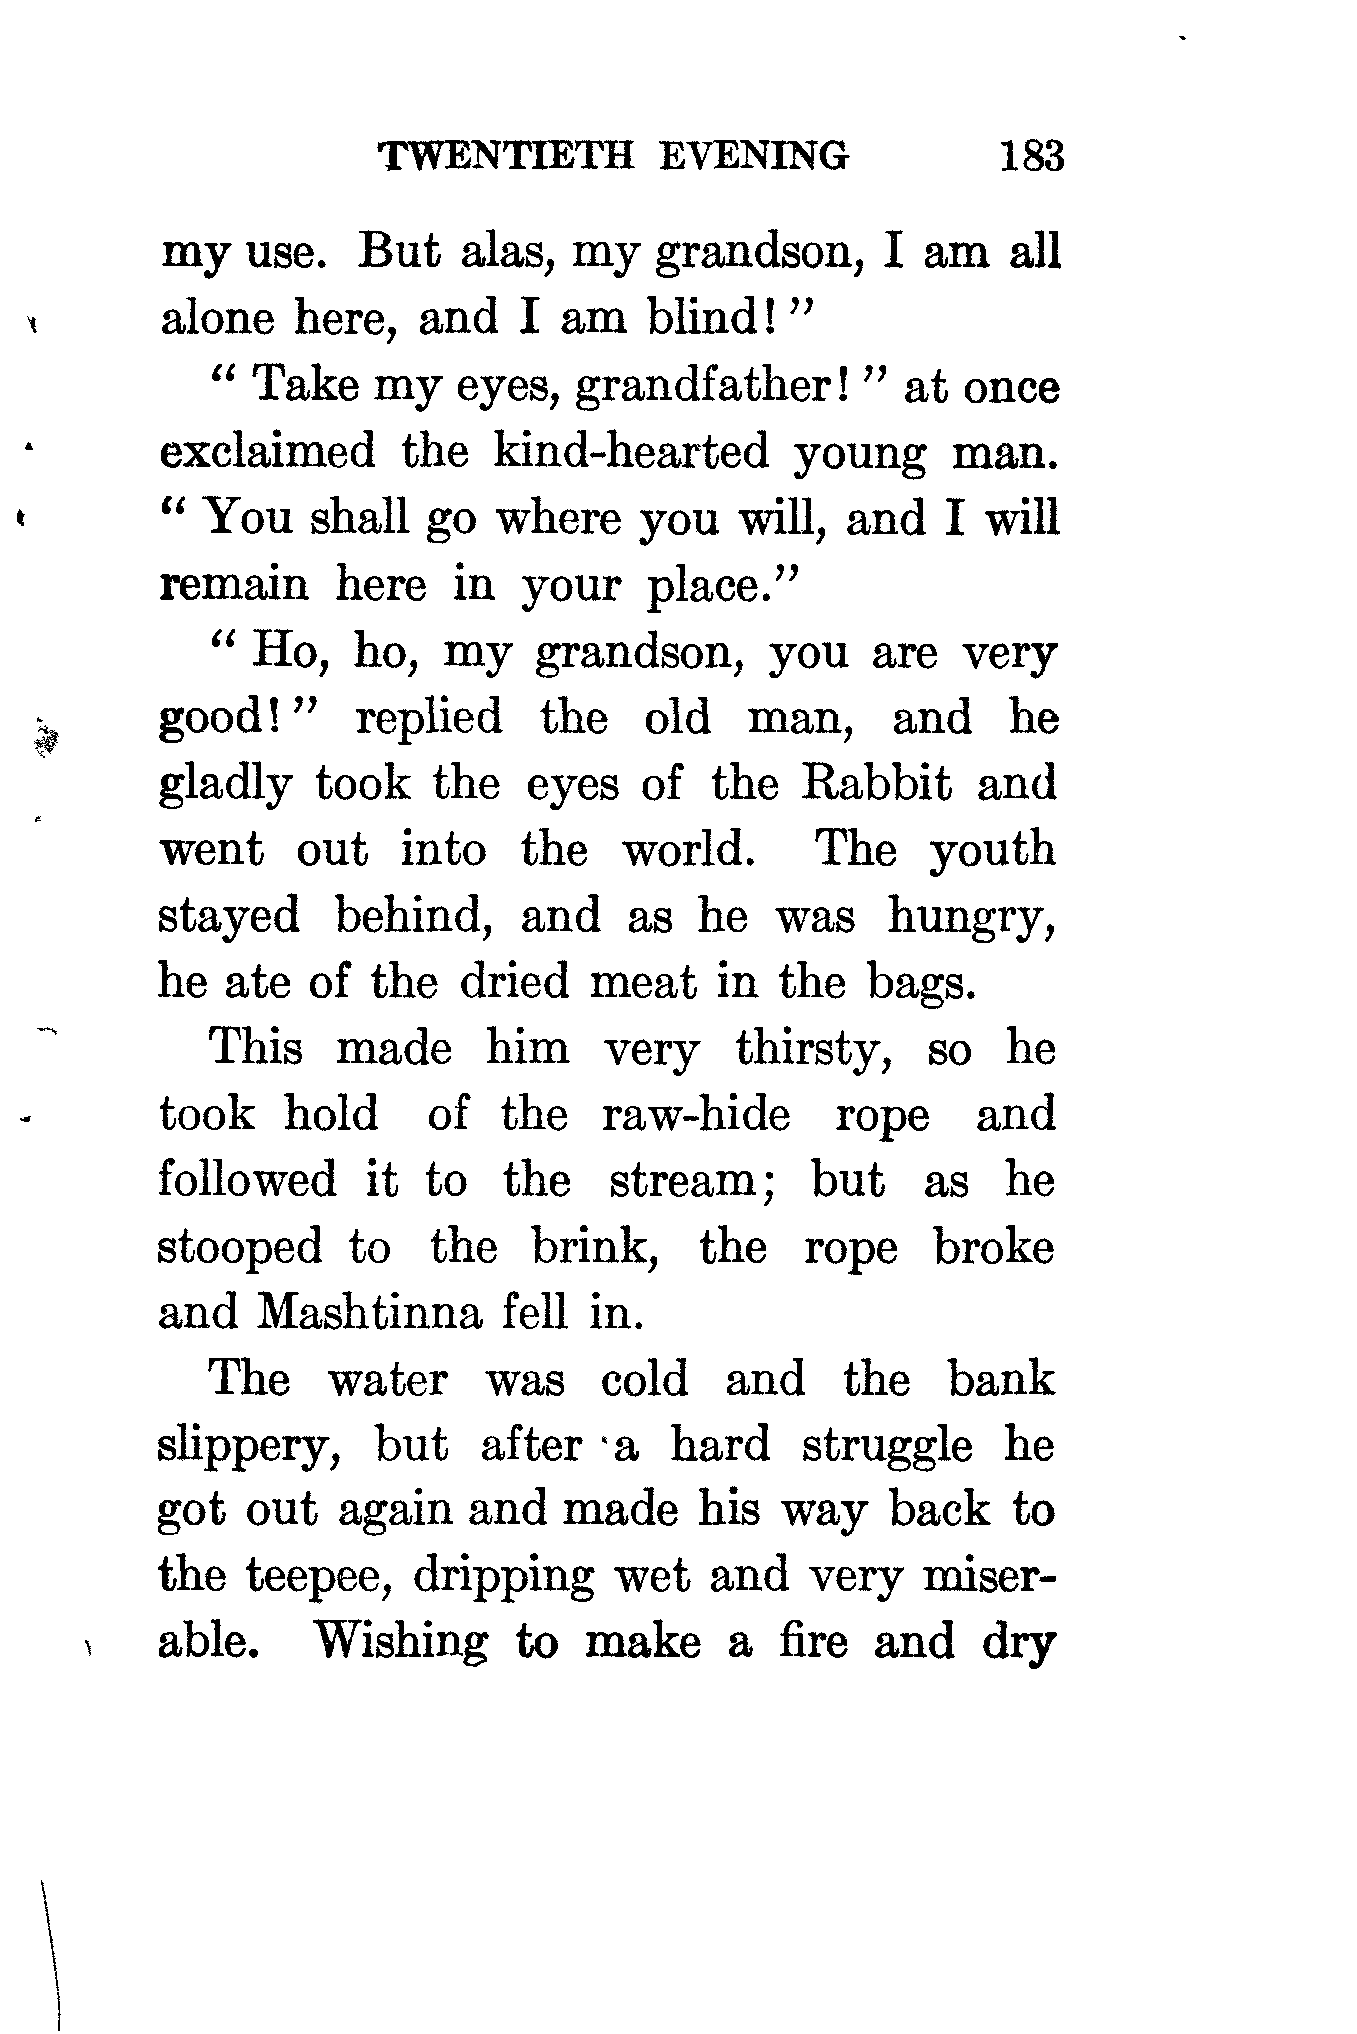 TWENTIETH EVENING 183
my use. But alas, my grandson, I am all
alone here, and I am blind! ”
“ Take my eyes, grandfather! ” at once
exclaimed the kind-hearted young man.
“ You shall go where you will, and I will
remain here in your place.”
“ Ho, ho, my grandson, you are very
good! ” replied the old man, and he
gladly took the eyes of the Rabbit and
went out into the world. The youth
stayed behind, and as he was hungry,
he ate of the dried meat in the bags.
This made him very thirsty, so he
took hold of the raw-hide rope and
followed it to the stream; but as he
stooped to the brink, the rope broke
and Mashtinna fell in.
The water was cold and the bank
slippery, but after a hard struggle he
got out again and made his way back to
the teepee, dripping wet and very miser-
able. Wishing to make a fire and dry